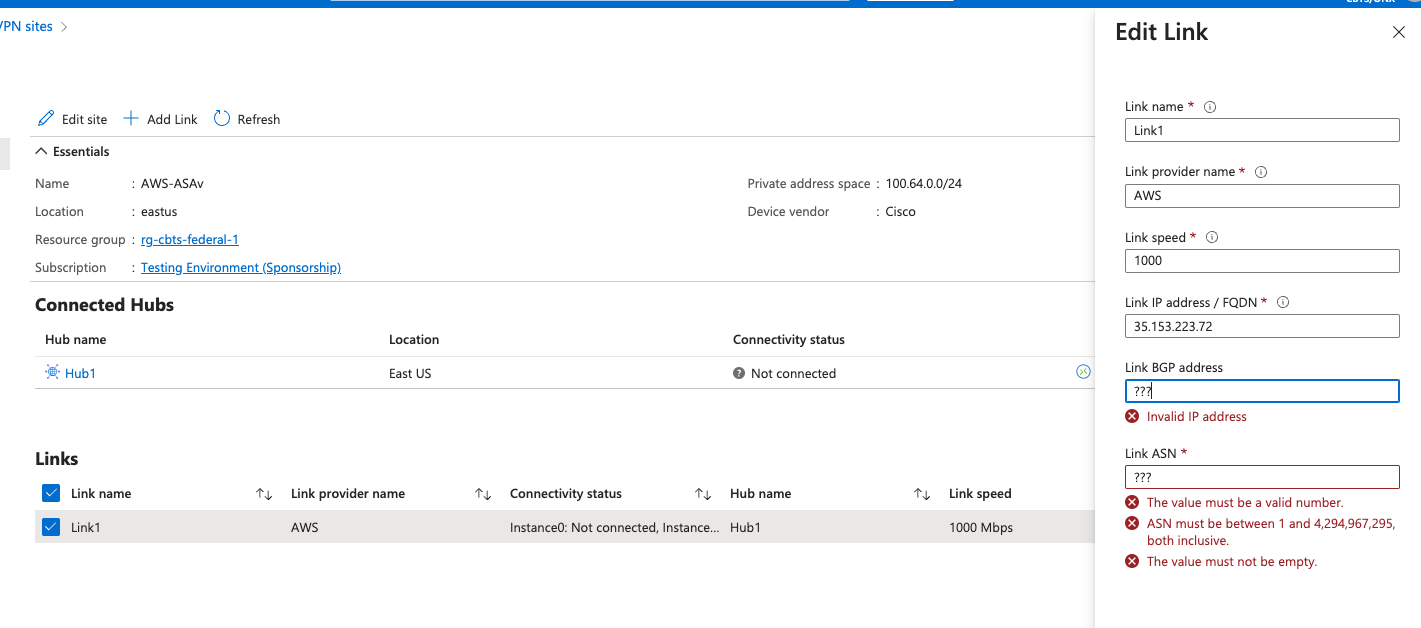 VPN sites
Edit site
Add Link
Refresh
Essentials
Name : AWS-ASAv
Location : eastus
Resource group : rg-cbts-federal-1
Subscription : Testing Environment (Sponsorship)
Private address space : 100.64.0.0/24
Device vendor : Cisco
Connected Hubs
Hub name Location Connectivity status
Hub1 East US Not connected
Links
Link name Link provider name Connectivity status Hub name Link speed
Link1 AWS Instance0: Not connected, Instance... Hub1 1000 Mbps
Edit Link
Link name *
Link1
Link provider name *
AWS
Link speed *
1000
Link IP address / FQDN *
35.153.223.72
Link BGP address
???
Invalid IP address
Link ASN *
???
The value must be a valid number.
ASN must be between 1 and 4,294,967,295,
both inclusive.
The value must not be empty.